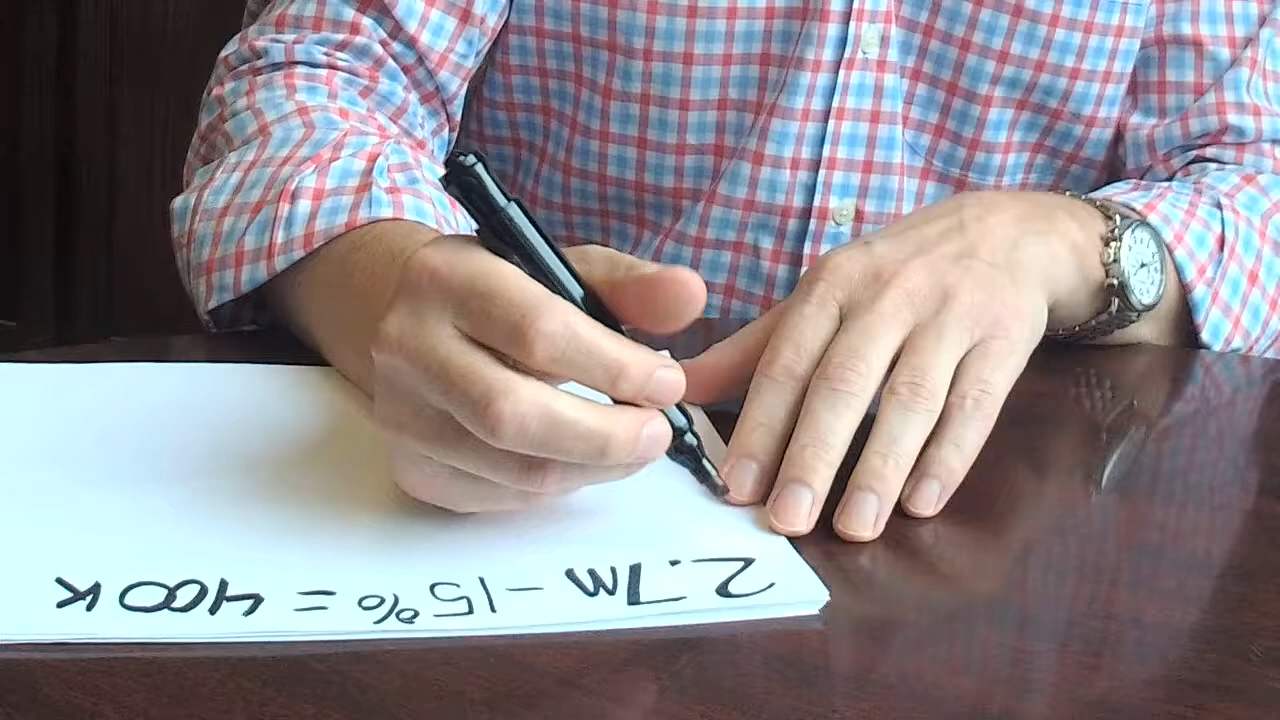 2.7M - 15% = 400K